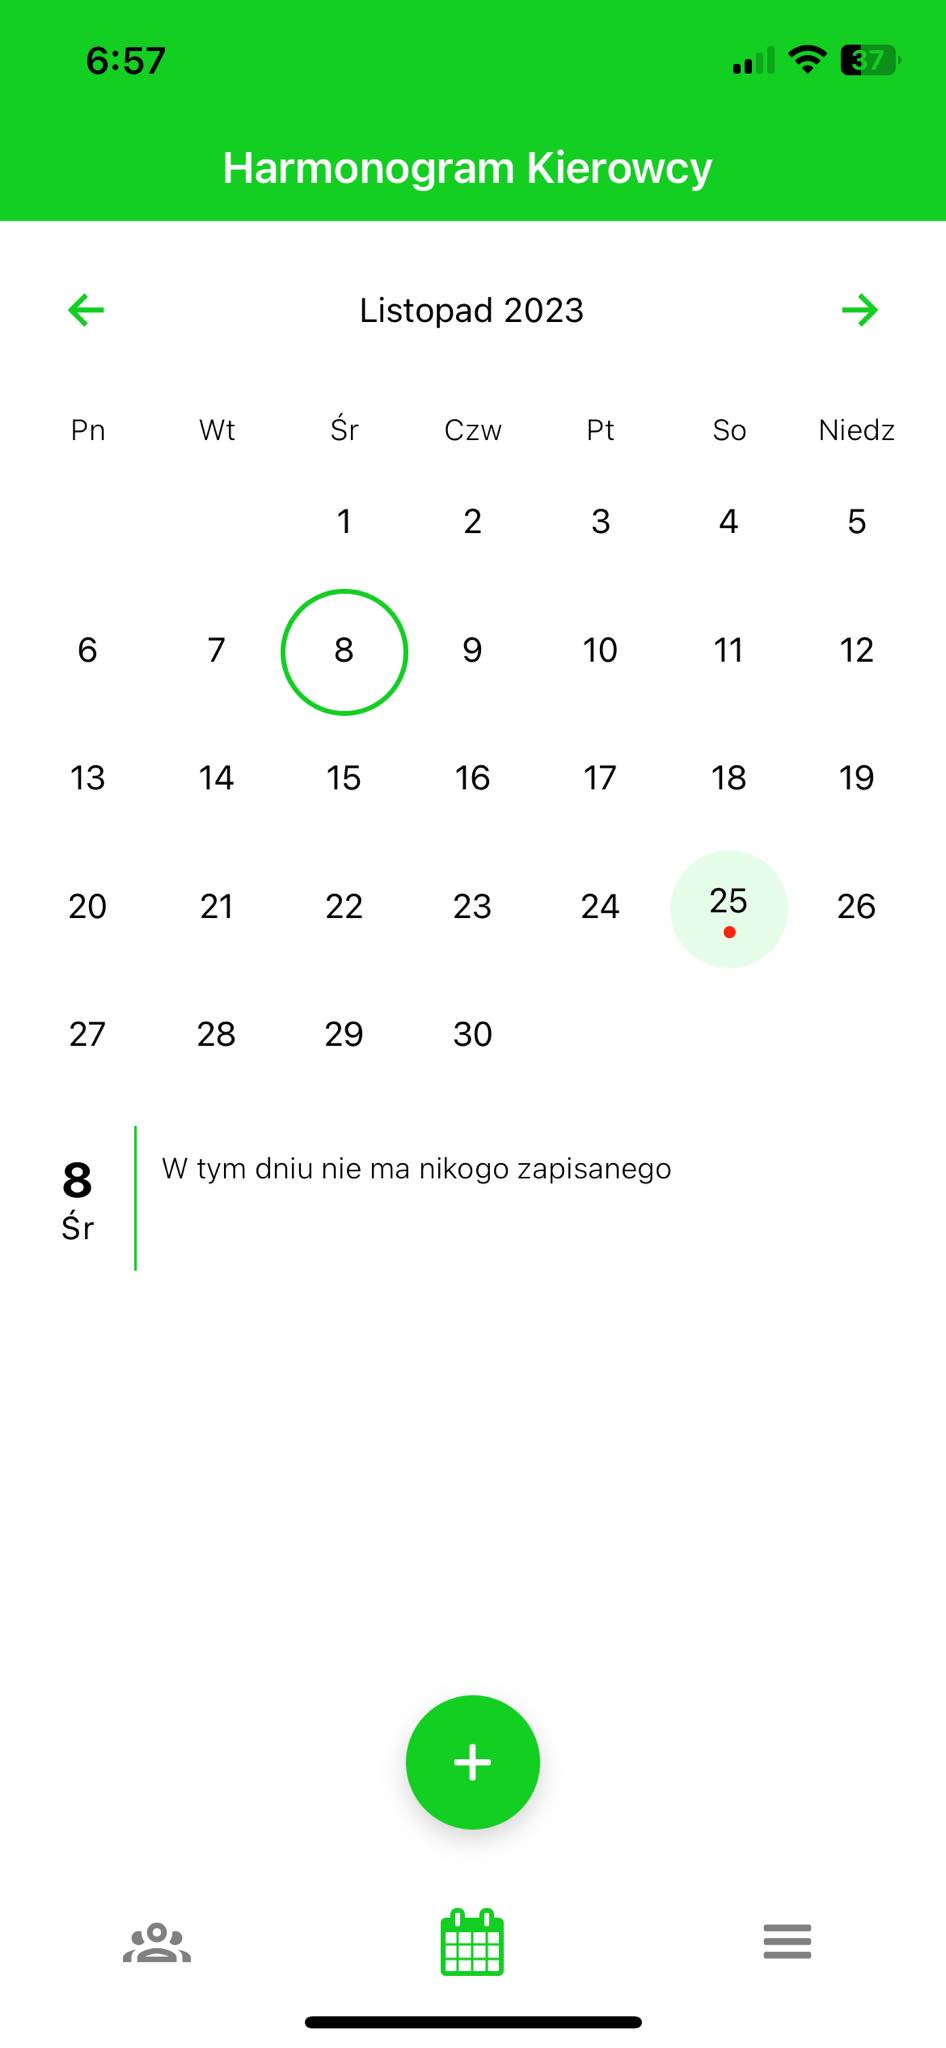 6:57
37
Harmonogram Kierowcy
Listopad 2023
Pn Wt Śr Czw Pt So Niedz
1 2 3 4 5
6 7 8 9 10 11 12
13 14 15 16 17 18 19
20 21 22 23 24 25 26
27 28 29 30
8
Śr
W tym dniu nie ma nikogo zapisanego